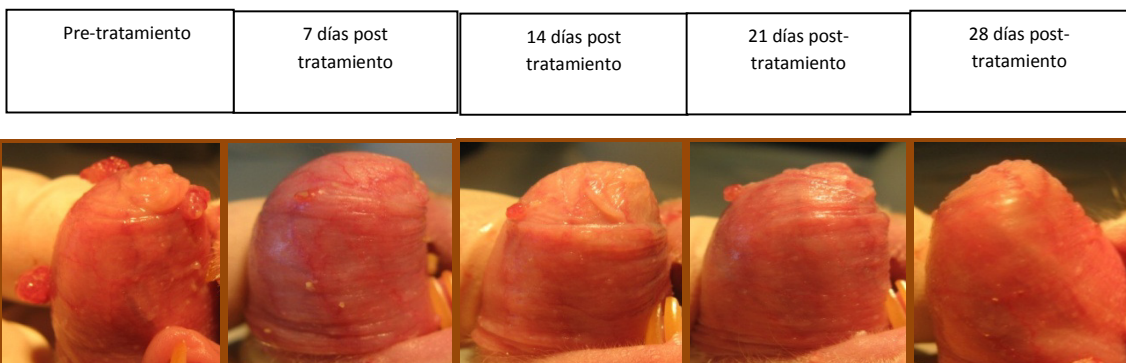 Pre-tratamiento
7 días post
tratamiento
14 días post
tratamiento
21 días post-
tratamiento
28 días post-
tratamiento